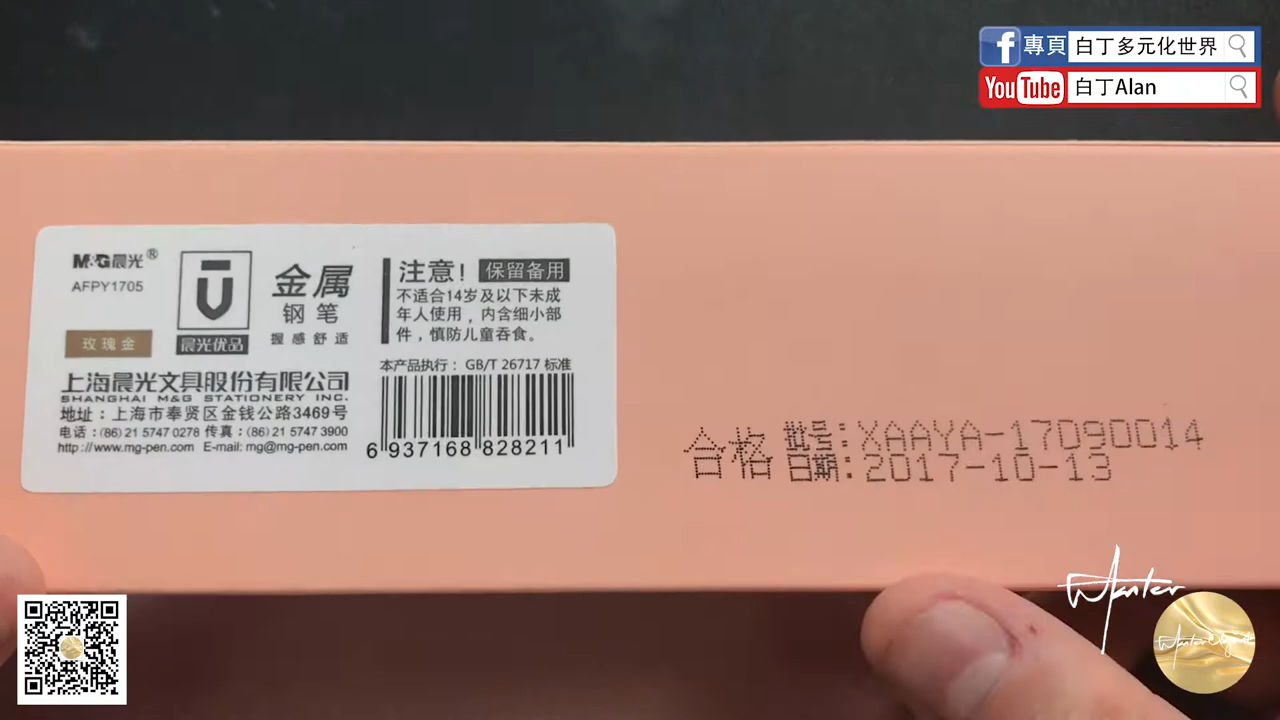 專頁 白丁多元化世界
YouTube 白丁Alan
M&G晨光®
AFPY1705
玫瑰金
晨光优品
金属
钢笔
握感舒适
注意！ 保留备用
不适合14岁及以下未成
年人使用，内含细小部
件，慎防儿童吞食。
本产品执行：GB/T 26717 标准
上海晨光文具股份有限公司
SHANGHAI M&G STATIONERY INC.
地址：上海市奉贤区金钱公路3469号
电话：(86) 21 5747 0278 传真：(86) 21 5747 3900
http://www.mg-pen.com E-mail: mg@mg-pen.com
6 937168 828211
合格 批号：XAAYA-17090014
日期：2017-10-13